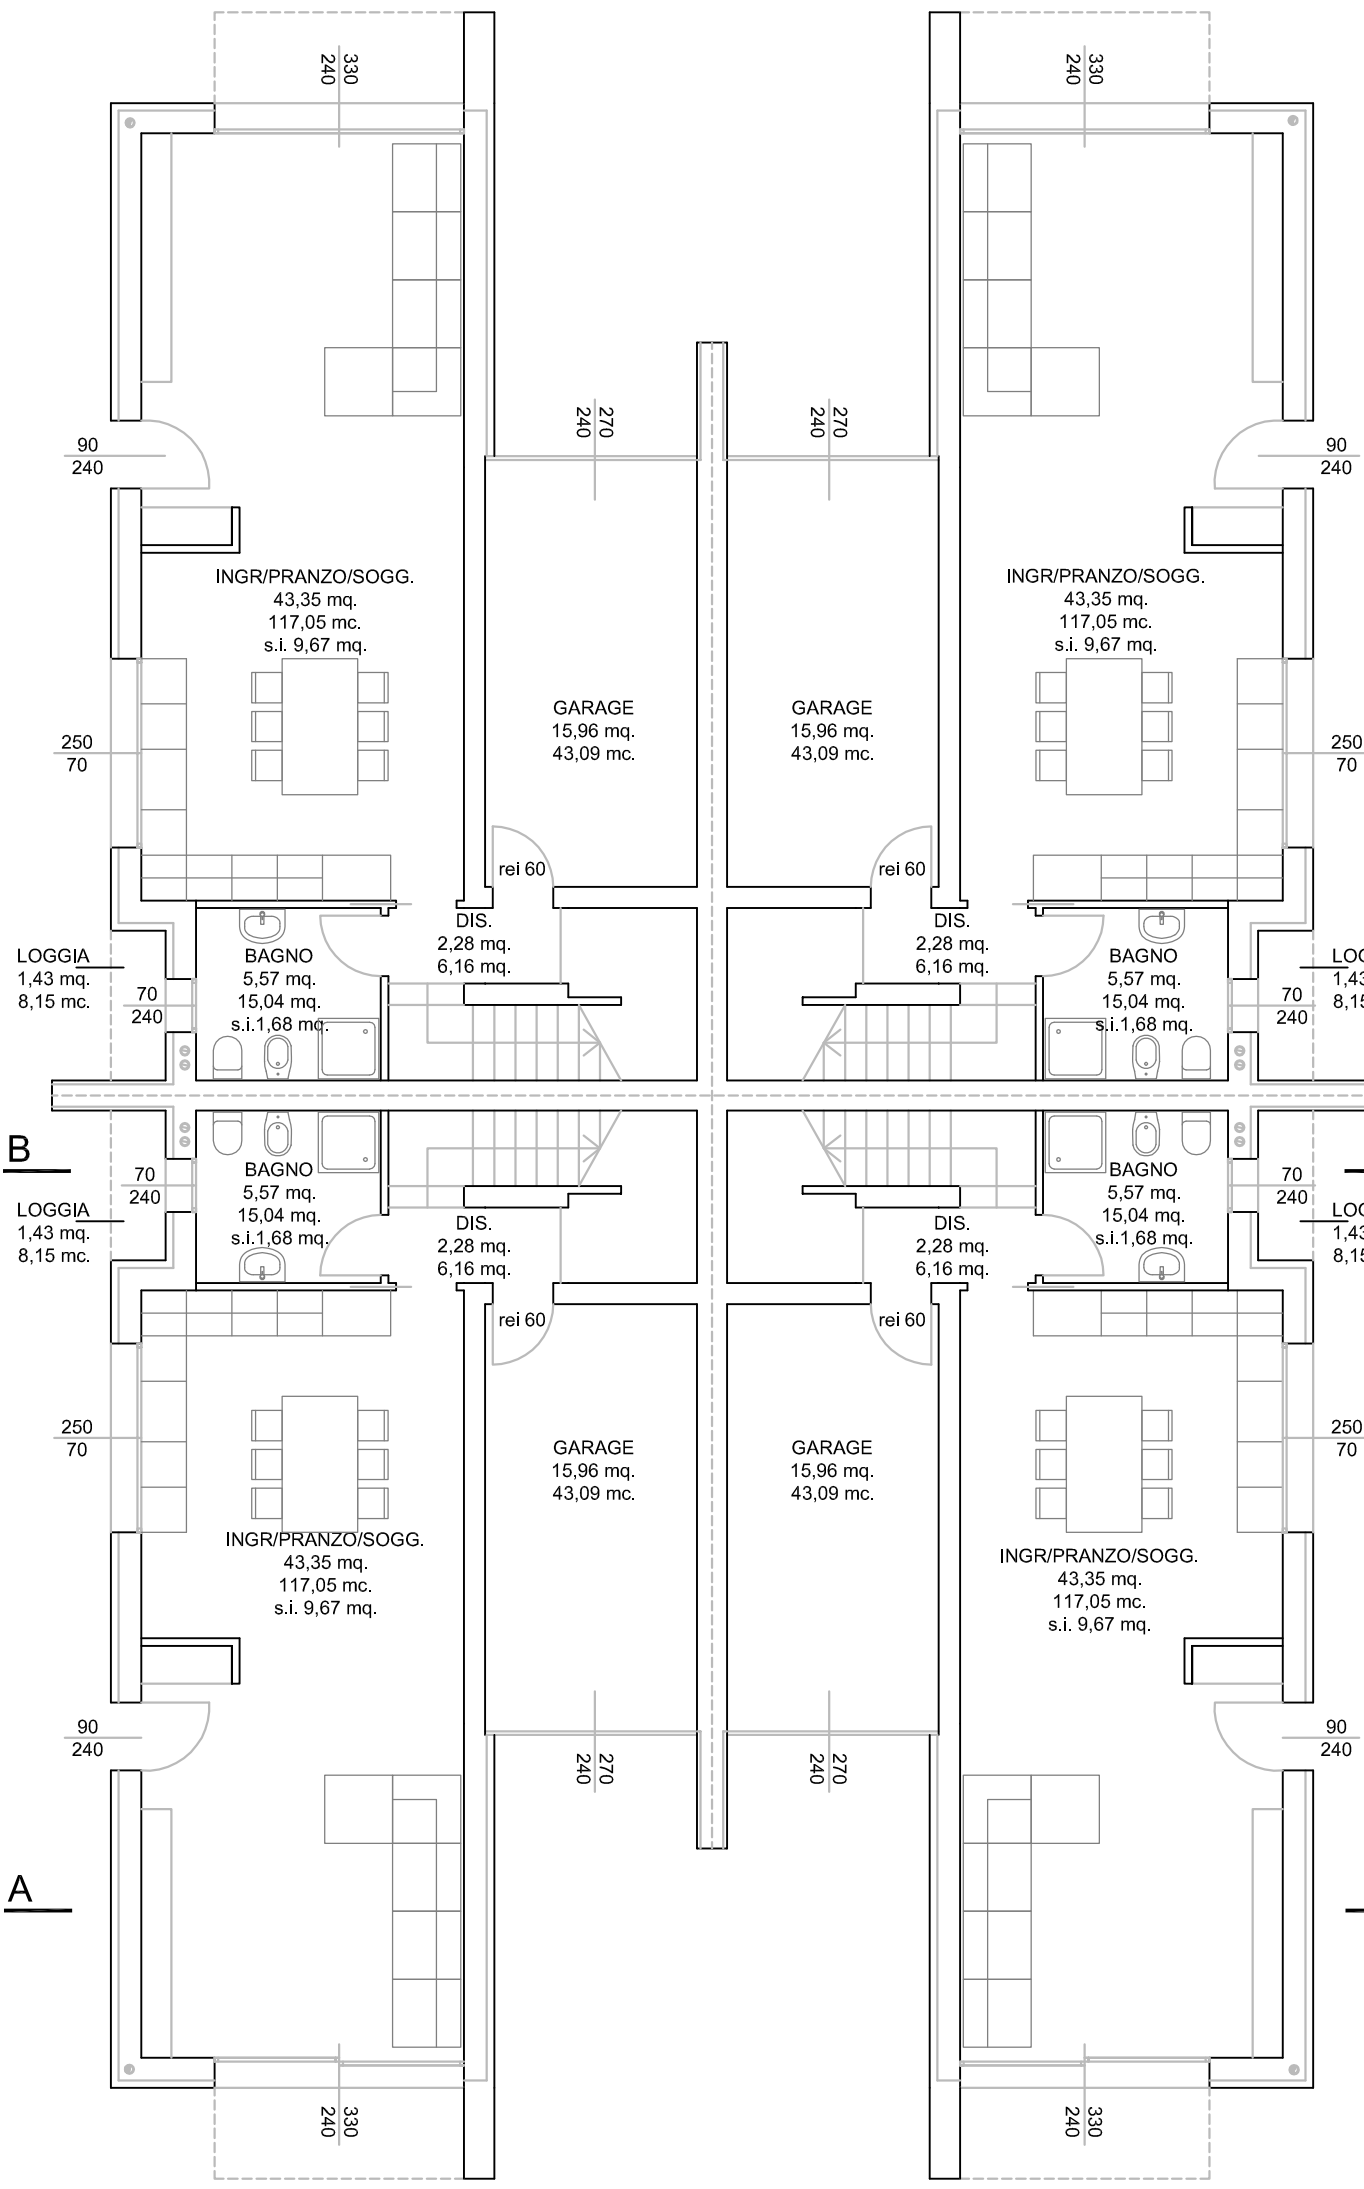 330
240
330
240
270
240
270
240
90
240
90
240
INGR/PRANZO/SOGG.
43,35 mq.
117,05 mc.
s.i. 9,67 mq.
INGR/PRANZO/SOGG.
43,35 mq.
117,05 mc.
s.i. 9,67 mq.
GARAGE
15,96 mq.
43,09 mc.
GARAGE
15,96 mq.
43,09 mc.
250
70
250
70
rei 60
rei 60
DIS.
2,28 mq.
6,16 mq.
DIS.
2,28 mq.
6,16 mq.
LOGGIA
1,43 mq.
8,15 mc.
70
240
BAGNO
5,57 mq.
15,04 mq.
s.i.1,68 mq.
BAGNO
5,57 mq.
15,04 mq.
s.i.1,68 mq.
70
240
LOG
1,43
8,15
B
70
240
LOGGIA
1,43 mq.
8,15 mc.
BAGNO
5,57 mq.
15,04 mq.
s.i.1,68 mq.
DIS.
2,28 mq.
6,16 mq.
DIS.
2,28 mq.
6,16 mq.
BAGNO
5,57 mq.
15,04 mq.
s.i.1,68 mq.
70
240
LOG
1,43
8,15
rei 60
rei 60
250
70
250
70
GARAGE
15,96 mq.
43,09 mc.
GARAGE
15,96 mq.
43,09 mc.
INGR/PRANZO/SOGG.
43,35 mq.
117,05 mc.
s.i. 9,67 mq.
INGR/PRANZO/SOGG.
43,35 mq.
117,05 mc.
s.i. 9,67 mq.
90
240
90
240
270
240
270
240
A
330
240
330
240